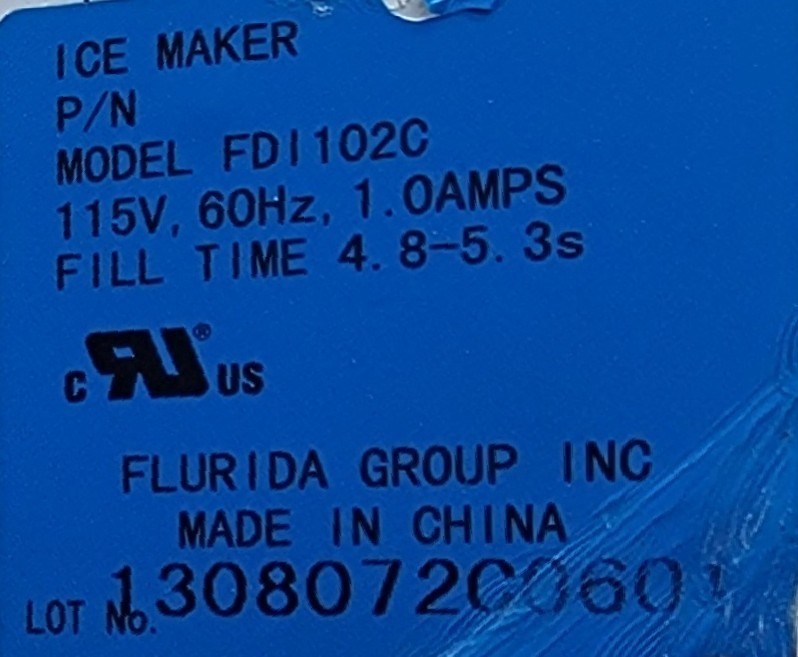 ICE MAKER
P/N
MODEL FDI102C
115V, 60Hz, 1.0AMPS
FILL TIME 4.8-5.3s
c RU® US
FLURIDA GROUP INC
MADE IN CHINA
LOT No.